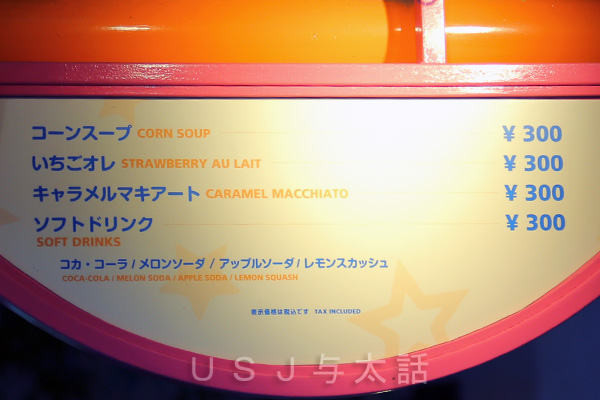 コーンスープ CORN SOUP ¥ 300
いちごオレ STRAWBERRY AU LAIT ¥ 300
キャラメルマキアート CARAMEL MACCHIATO ¥ 300
ソフトドリンク ¥ 300
SOFT DRINKS
コカ・コーラ / メロンソーダ / アップルソーダ / レモンスカッシュ
COCA-COLA / MELON SODA / APPLE SODA / LEMON SQUASH
表示価格は税込です TAX INCLUDED
USJ与太話